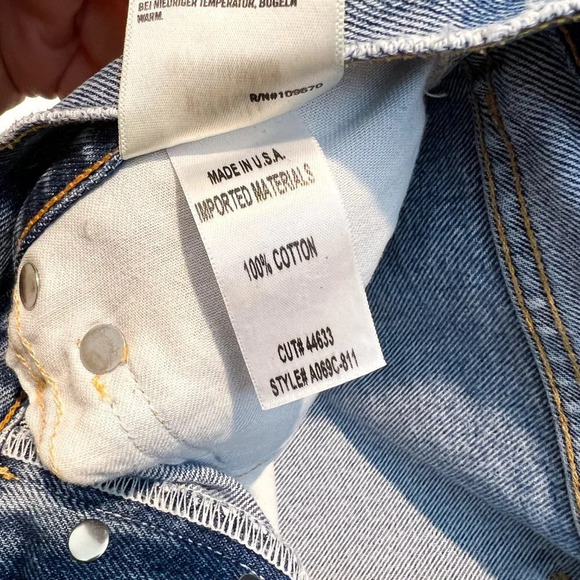 BEI NIEDRIGER TEMPERATUR, BÜGELN
WARM.
R/N#109670
MADE IN U.S.A.
IMPORTED MATERIALS
100% COTTON
CUT# 44633
STYLE# A069C-811